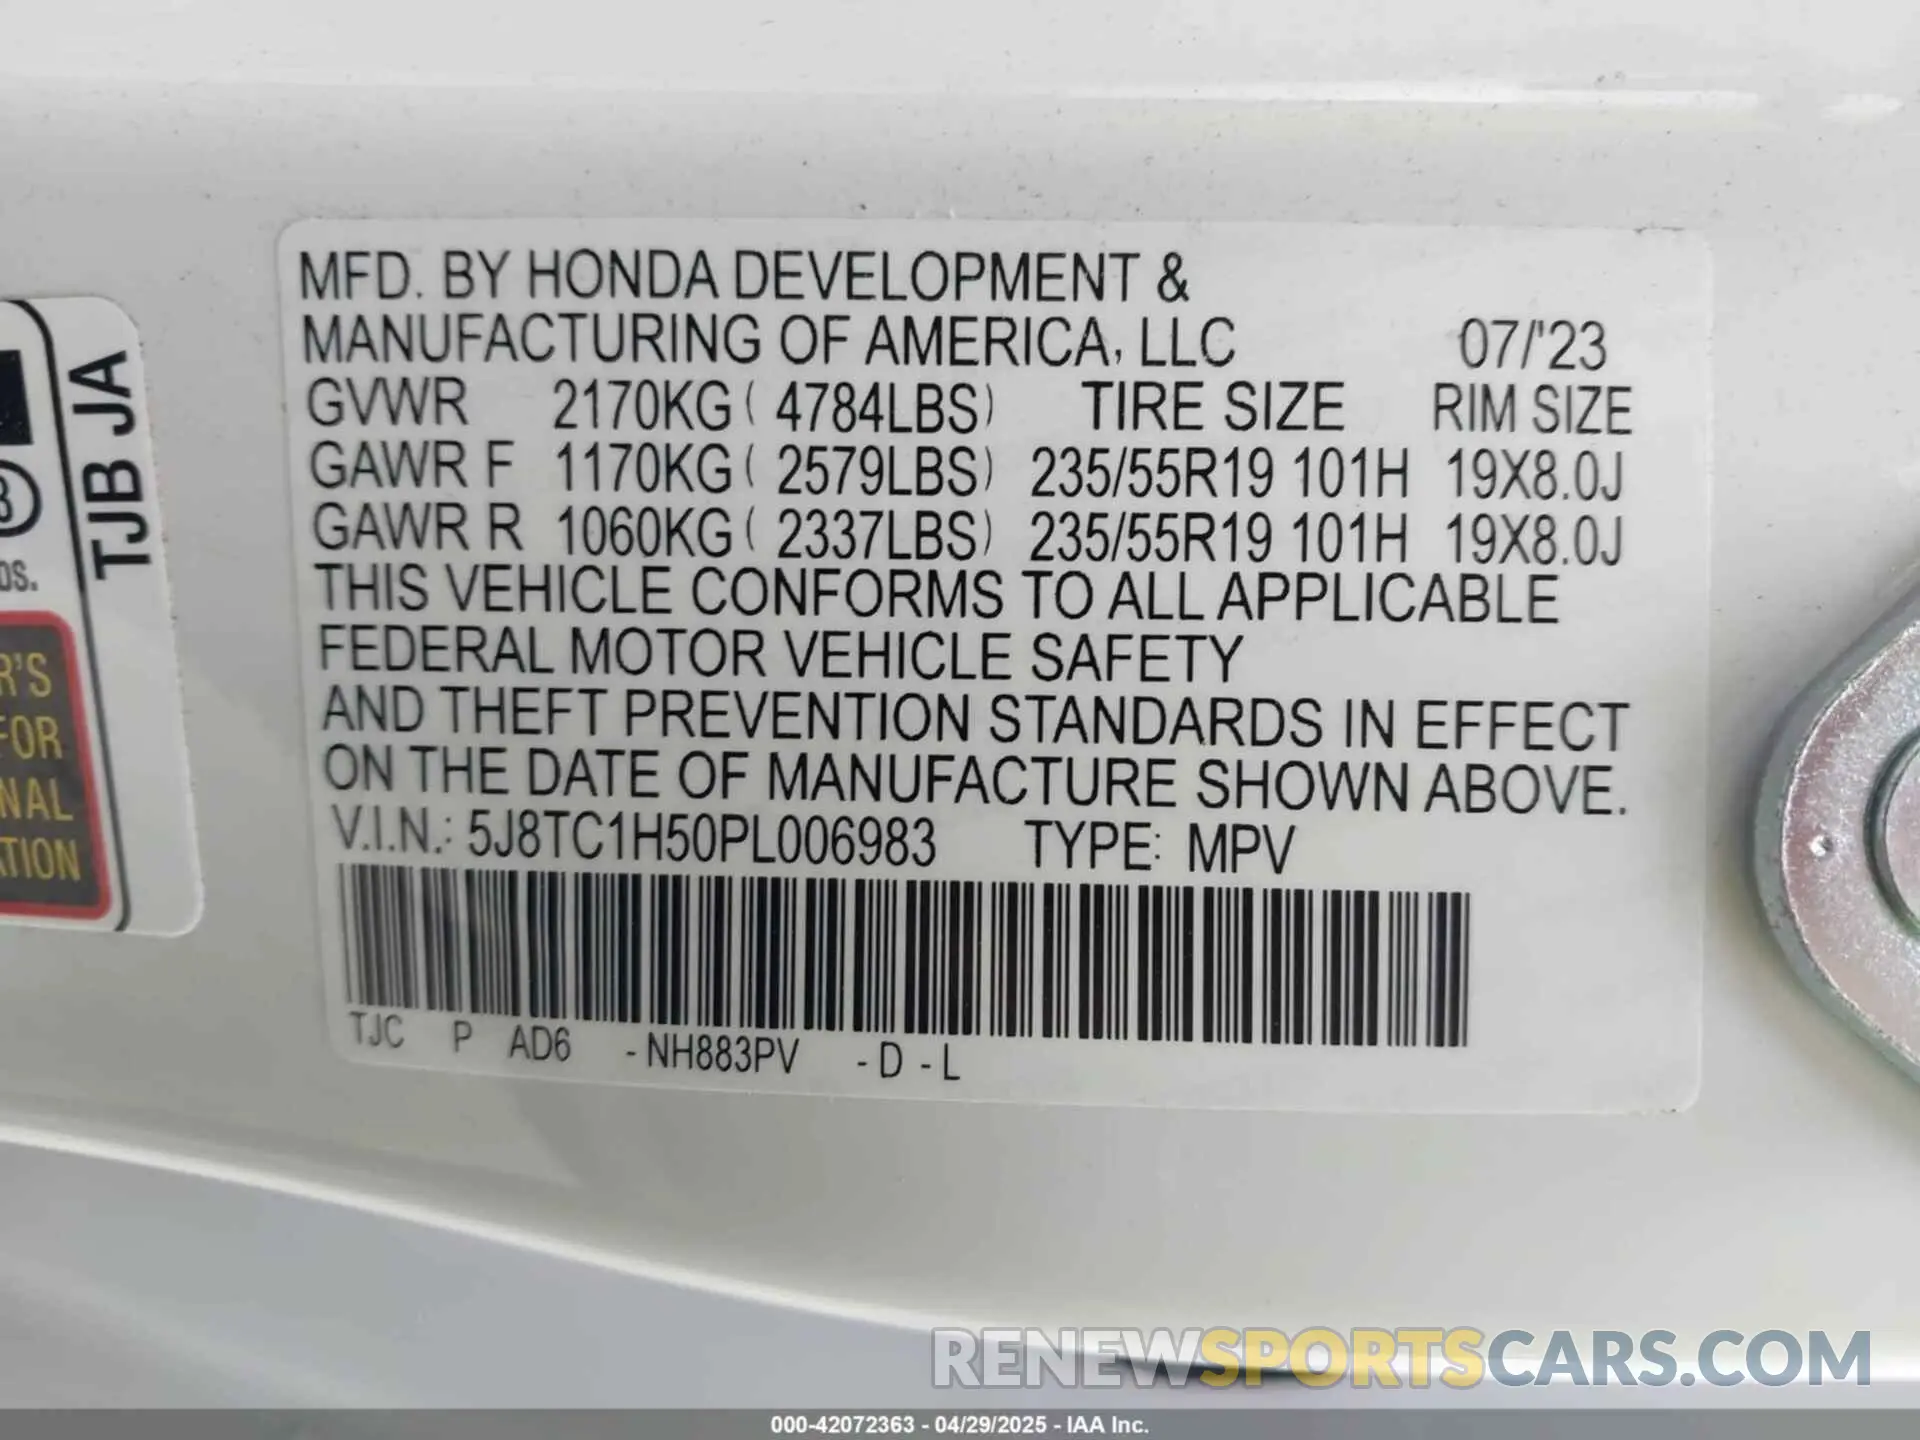 MFD. BY HONDA DEVELOPMENT &
MANUFACTURING OF AMERICA, LLC 07/'23
GVWR 2170KG ( 4784LBS) TIRE SIZE RIM SIZE
GAWR F 1170KG ( 2579LBS) 235/55R19 101H 19X8.0J
GAWR R 1060KG ( 2337LBS) 235/55R19 101H 19X8.0J
THIS VEHICLE CONFORMS TO ALL APPLICABLE
FEDERAL MOTOR VEHICLE SAFETY
AND THEFT PREVENTION STANDARDS IN EFFECT
ON THE DATE OF MANUFACTURE SHOWN ABOVE.
V.I.N.: 5J8TC1H50PL006983 TYPE: MPV
TJC P AD6 -NH883PV -D -L
TJB JA
FOR
RENEWSPORTSCARS.COM
000-42072363 - 04/29/2025 - IAA Inc.